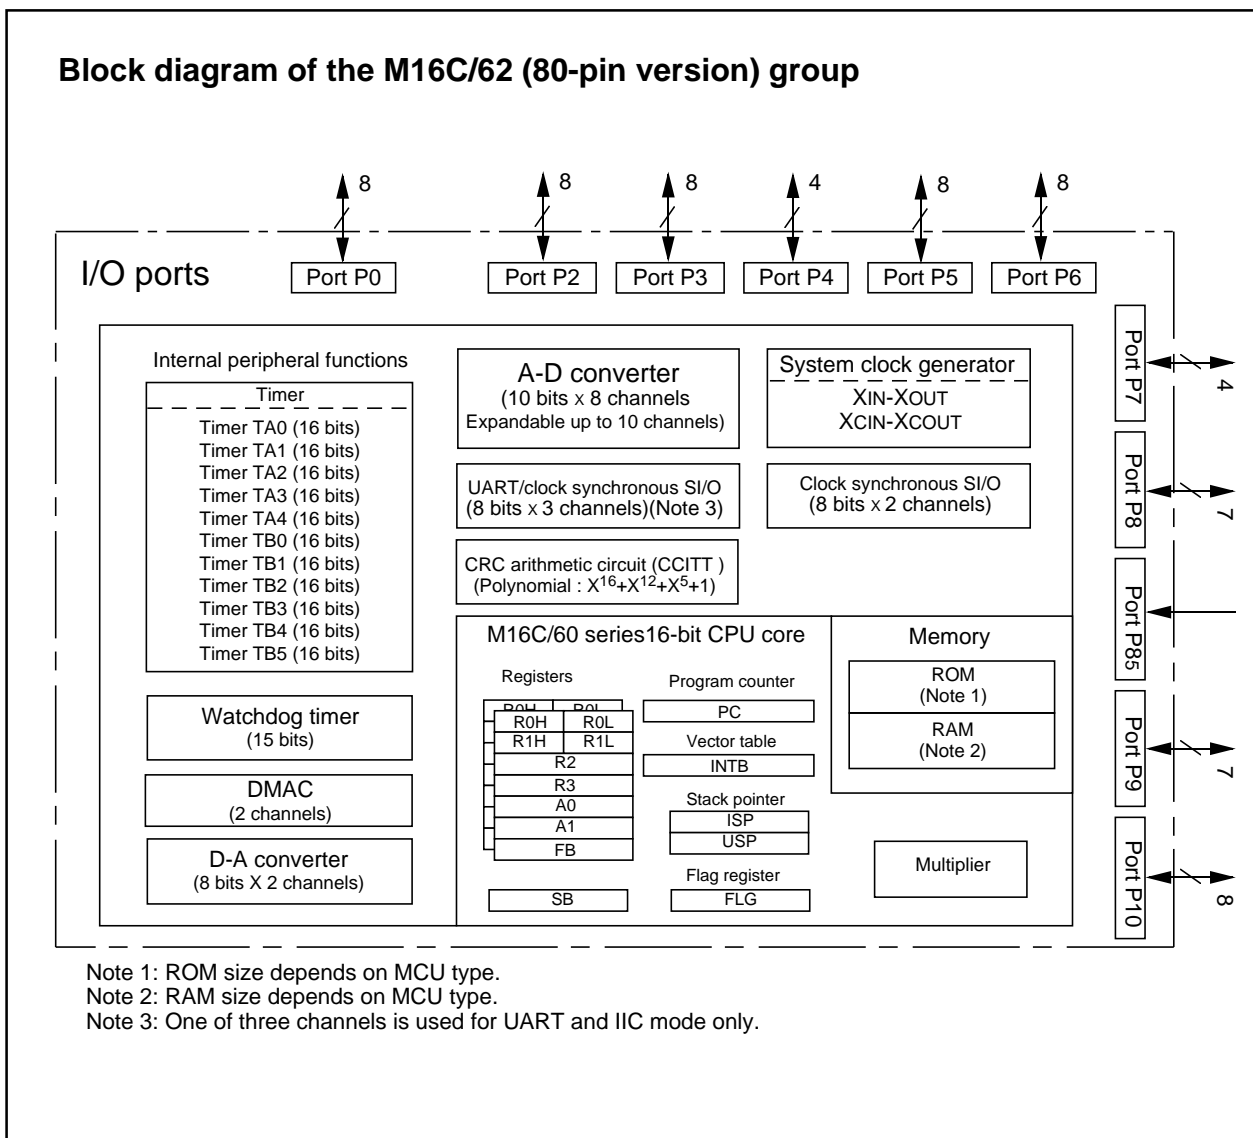 Block diagram of the M16C/62 (80-pin version) group
8
8
8
4
8
8
I/O ports
Port P0
Port P2
Port P3
Port P4
Port P5
Port P6
Port P7
4
Port P8
7
Port P85
Port P9
7
Port P10
8
Internal peripheral functions
Timer
Timer TA0 (16 bits)
Timer TA1 (16 bits)
Timer TA2 (16 bits)
Timer TA3 (16 bits)
Timer TA4 (16 bits)
Timer TB0 (16 bits)
Timer TB1 (16 bits)
Timer TB2 (16 bits)
Timer TB3 (16 bits)
Timer TB4 (16 bits)
Timer TB5 (16 bits)
Watchdog timer
(15 bits)
DMAC
(2 channels)
D-A converter
(8 bits X 2 channels)
A-D converter
(10 bits x 8 channels
Expandable up to 10 channels)
System clock generator
XIN-XOUT
XCIN-XCOUT
UART/clock synchronous SI/O
(8 bits x 3 channels)(Note 3)
Clock synchronous SI/O
(8 bits x 2 channels)
CRC arithmetic circuit (CCITT )
(Polynomial : X16+X12+X5+1)
M16C/60 series16-bit CPU core
Registers
R0H R0L
R0H R0L
R1H R1L
R2
R3
A0
A1
FB
SB
Program counter
PC
Vector table
INTB
Stack pointer
ISP
USP
Flag register
FLG
Memory
ROM
(Note 1)
RAM
(Note 2)
Multiplier
Note 1: ROM size depends on MCU type.
Note 2: RAM size depends on MCU type.
Note 3: One of three channels is used for UART and IIC mode only.